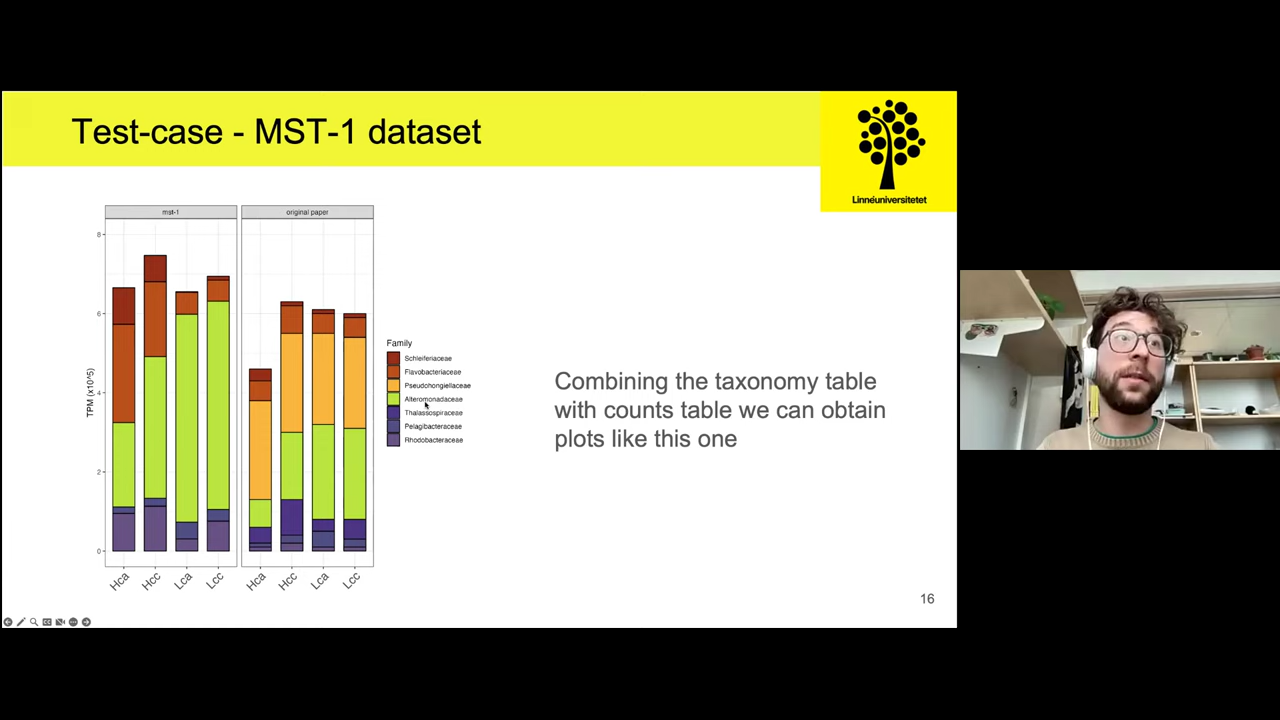 Test-case - MST-1 dataset
Linnéuniversitetet
mst-1
original paper
8
6
4
2
0
TPM (x10^5)
Hca
Hcc
Lca
Lcc
Hca
Hcc
Lca
Lcc
Family
Schleiferiaceae
Flavobacteriaceae
Pseudohongiellaceae
Alteromonadaceae
Thalassospiraceae
Pelagibacteraceae
Rhodobacteraceae
Combining the taxonomy table
with counts table we can obtain
plots like this one
16